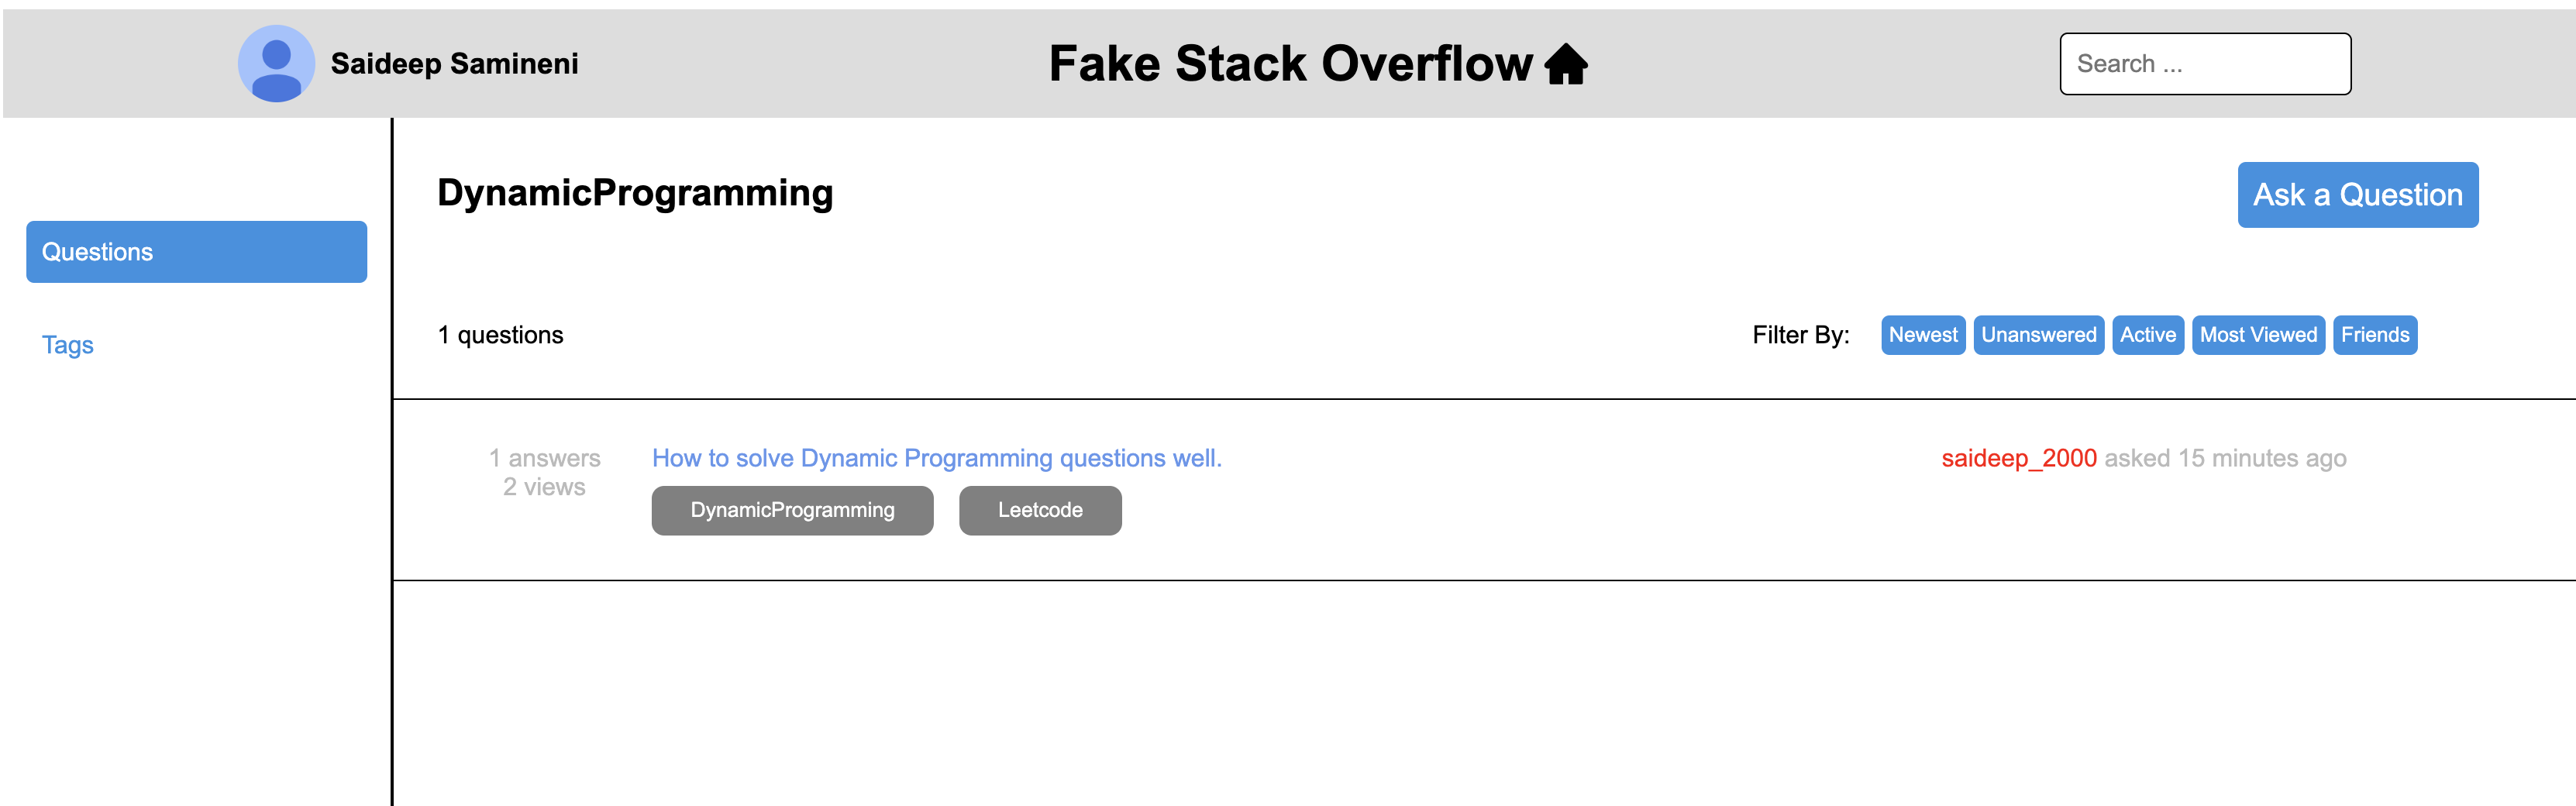 Saideep Samineni
Fake Stack Overflow
Search ...
DynamicProgramming
Ask a Question
Questions
Tags
1 questions
Filter By: Newest Unanswered Active Most Viewed Friends
1 answers
2 views
How to solve Dynamic Programming questions well.
DynamicProgramming Leetcode
saideep_2000 asked 15 minutes ago